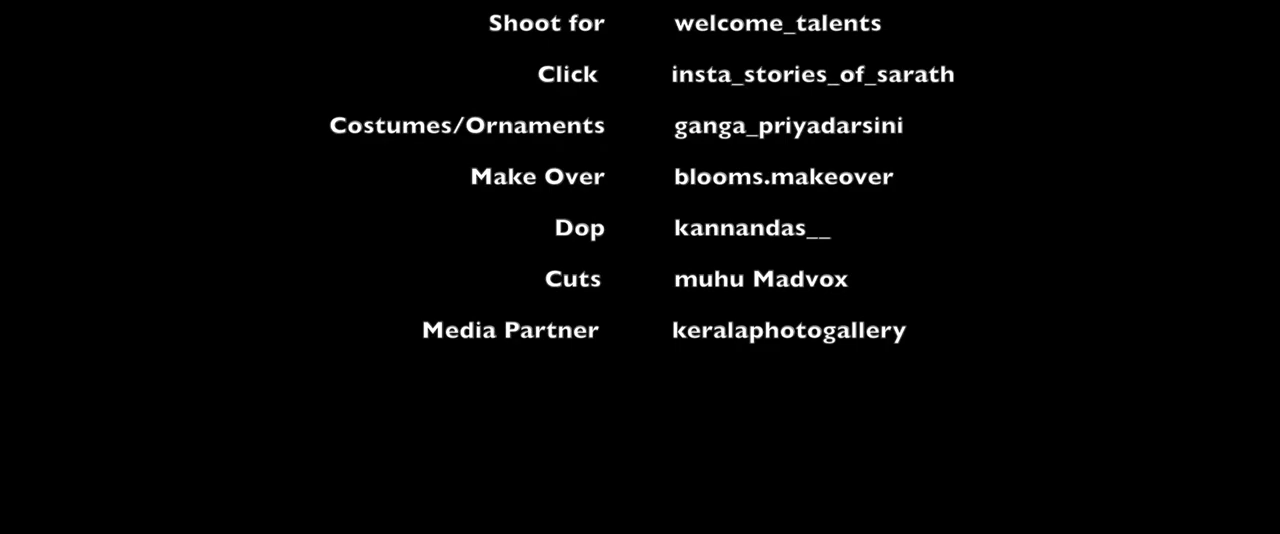 Shoot for welcome_talents
Click insta_stories_of_sarath
Costumes/Ornaments ganga_priyadarsini
Make Over blooms.makeover
Dop kannandas__
Cuts muhu Madvox
Media Partner keralaphotogallery